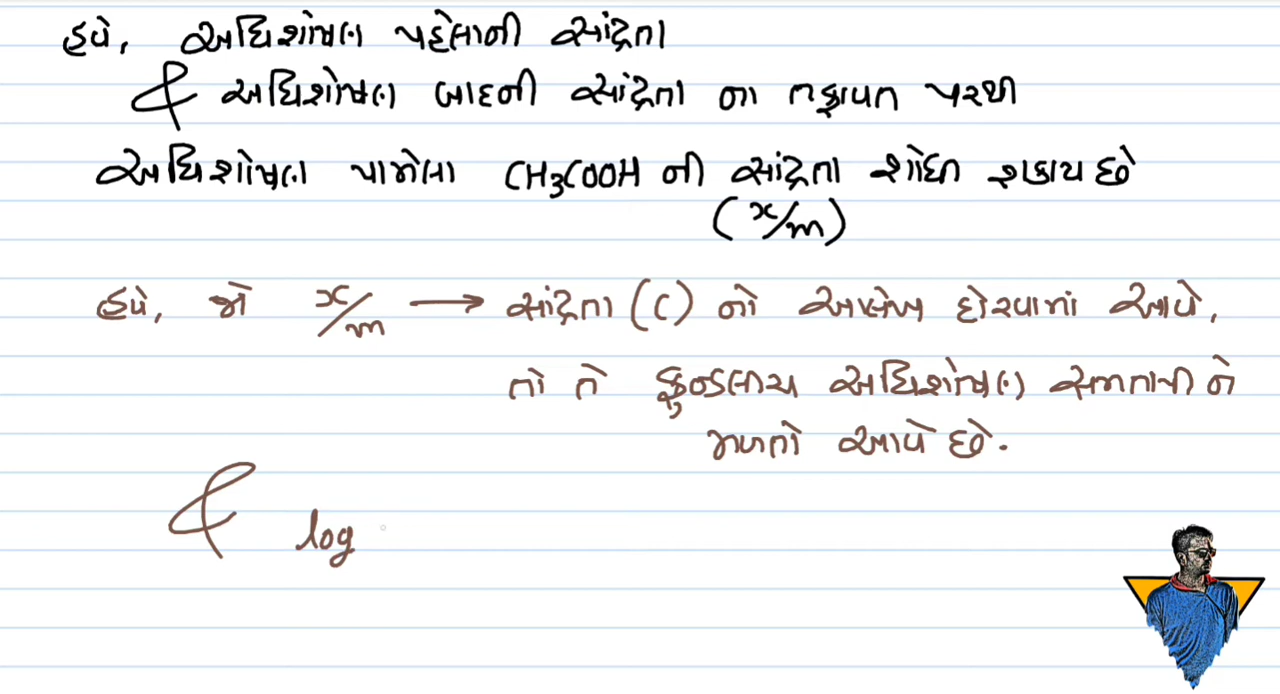 હવે, અધિશોષણ પહેલાની સાંદ્રતા
& અધિશોષણ બાદની સાંદ્રતા ના તફાવત પરથી
અધિશોષણ પામેલા CH3COOH ની સાંદ્રતા શોધી શકાય છે
(x/m)
હવે, જો x/m → સાંદ્રતા (C) નો આલેખ દોરવામાં આવે,
તો તે ફ્રુન્ડલીચ અધિશોષણ સમતાપી ને
મળતો આવે છે.
& log